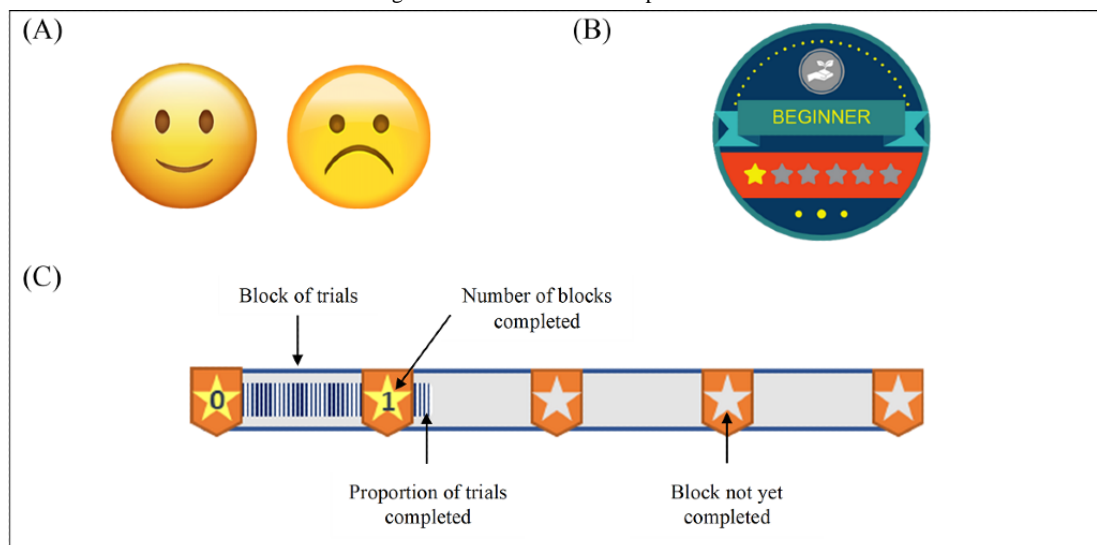 (A)
(B)
BEGINNER
(C)
Block of trials
Number of blocks
completed
0
1
Proportion of trials
completed
Block not yet
completed